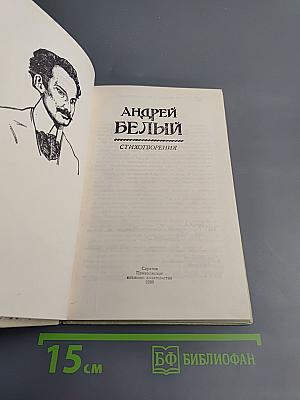 АНДРЕЙ
БЕЛЫЙ
СТИХОТВОРЕНИЯ
Саратов
Приволжское
книжное издательство
15 см
БФ БИБЛИОФАН